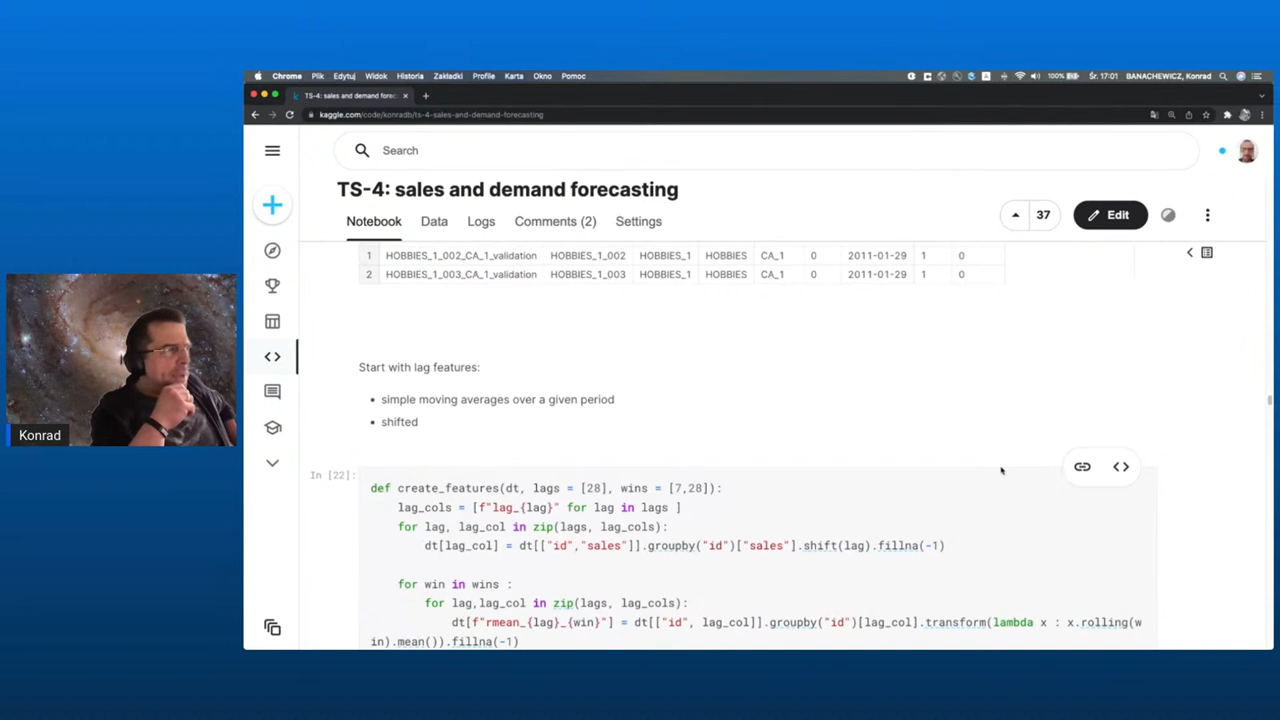 Chrome Plik Edytuj Widok Historia Zakładki Profile Karta Okno Pomoc 100% Śr. 17:01 BANACHEWICZ, Konrad
TS-4: sales and demand forec
kaggle.com/code/konradb/ts-4-sales-and-demand-forecasting
Search
TS-4: sales and demand forecasting
37
Edit
Notebook Data Logs Comments (2) Settings
1 HOBBIES_1_002_CA_1_validation HOBBIES_1_002 HOBBIES_1 HOBBIES CA_1 0 2011-01-29 1 0
2 HOBBIES_1_003_CA_1_validation HOBBIES_1_003 HOBBIES_1 HOBBIES CA_1 0 2011-01-29 1 0
Start with lag features:
simple moving averages over a given period
shifted
In [22]:
def create_features(dt, lags = [28], wins = [7,28]):
lag_cols = [f"lag_{lag}" for lag in lags ]
for lag, lag_col in zip(lags, lag_cols):
dt[lag_col] = dt[["id","sales"]].groupby("id")["sales"].shift(lag).fillna(-1)
for win in wins :
for lag,lag_col in zip(lags, lag_cols):
dt[f"rmean_{lag}_{win}"] = dt[["id", lag_col]].groupby("id")[lag_col].transform(lambda x : x.rolling(w
in).mean()).fillna(-1)
Konrad